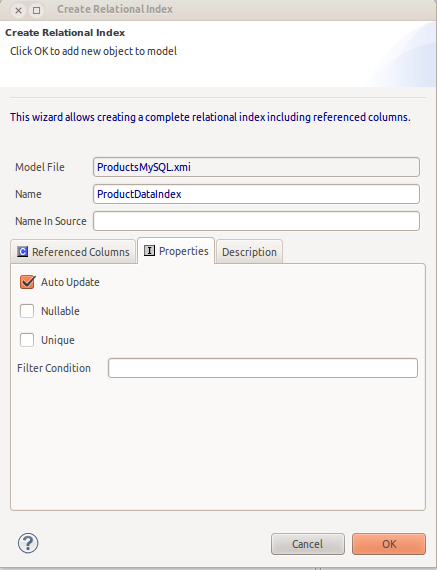 Create Relational Index
Create Relational Index
Click OK to add new object to model
This wizard allows creating a complete relational index including referenced columns.
Model File ProductsMySQL.xmi
Name ProductDataIndex
Name In Source
C Referenced Columns I Properties Description
Auto Update
Nullable
Unique
Filter Condition
? Cancel OK